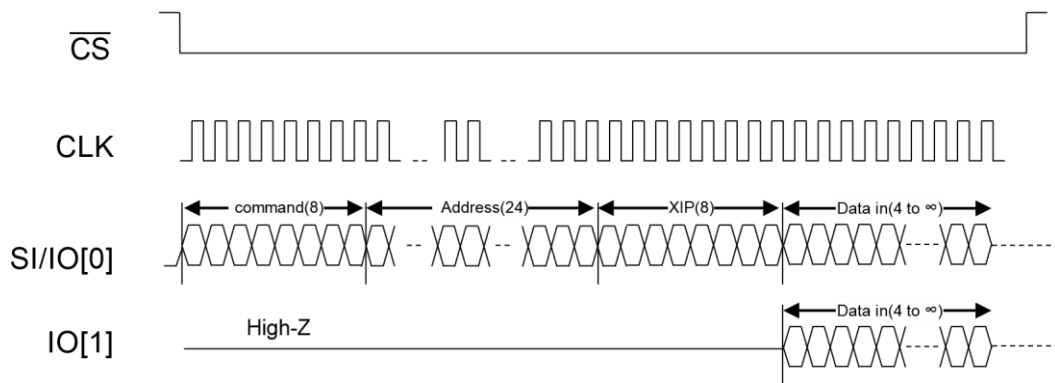 CS
CLK
command(8) Address(24) XIP(8) Data in(4 to ∞)
SI/IO[0]
Data in(4 to ∞)
High-Z
IO[1]